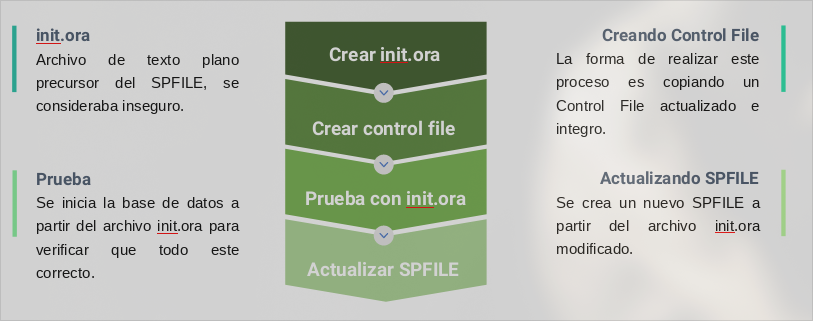 init.ora
Archivo de texto plano
precursor del SPFILE, se
consideraba inseguro.
Prueba
Se inicia la base de datos a
partir del archivo init.ora para
verificar que todo este
correcto.
Crear init.ora
Crear control file
Prueba con init.ora
Actualizar SPFILE
Creando Control File
La forma de realizar este
proceso es copiando un
Control File actualizado e
integro.
Actualizando SPFILE
Se crea un nuevo SPFILE a
partir del archivo init.ora
modificado.